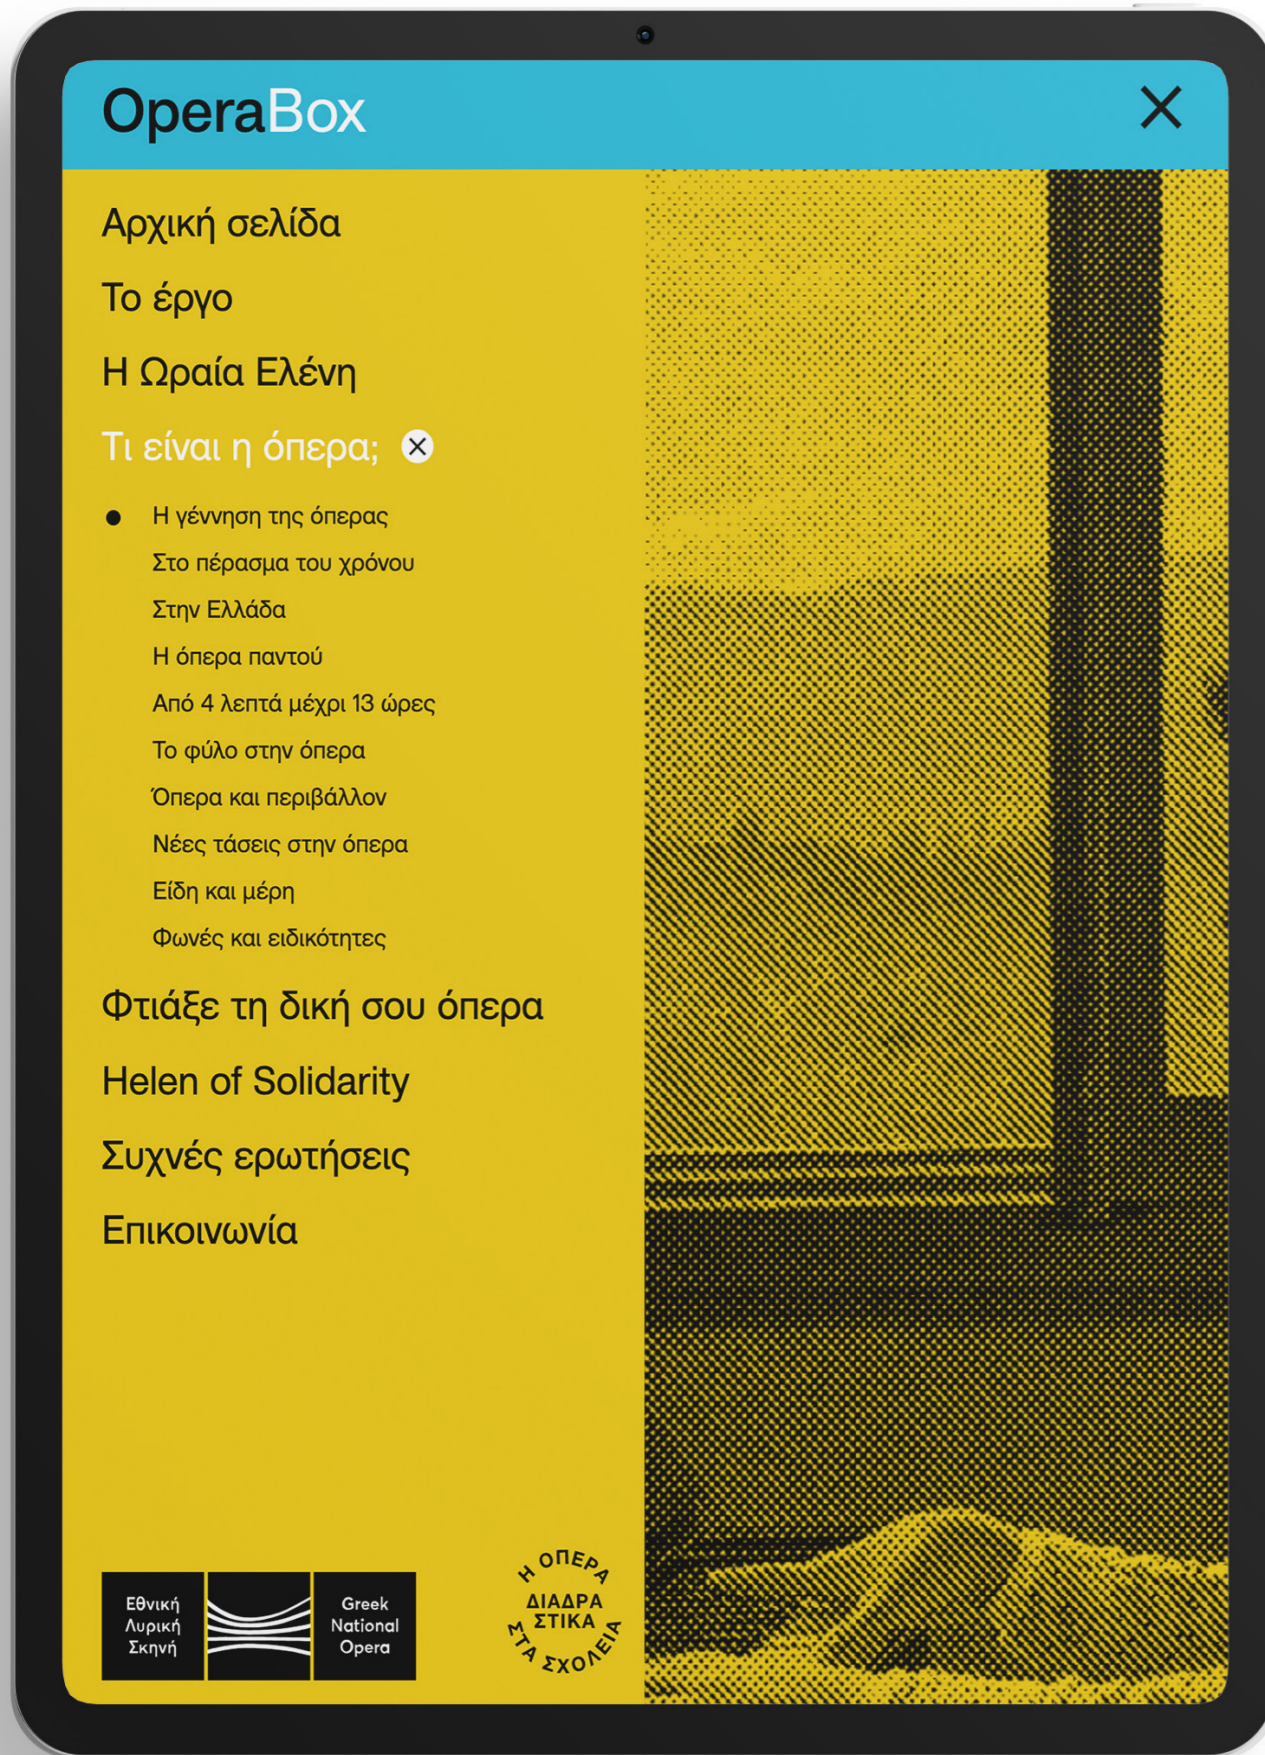 OperaBox
Αρχική σελίδα
Το έργο
Η Ωραία Ελένη
Τι είναι η όπερα;
Η γέννηση της όπερας
Στο πέρασμα του χρόνου
Στην Ελλάδα
Η όπερα παντού
Από 4 λεπτά μέχρι 13 ώρες
Το φύλο στην όπερα
Όπερα και περιβάλλον
Νέες τάσεις στην όπερα
Είδη και μέρη
Φωνές και ειδικότητες
Φτιάξε τη δική σου όπερα
Helen of Solidarity
Συχνές ερωτήσεις
Επικοινωνία
Εθνική
Λυρική
Σκηνή
Greek
National
Opera
Η ΟΠΕΡΑ
ΔΙΑΔΡΑ
ΣΤΙΚΑ
ΣΤΑ ΣΧΟΛΕΙΑ